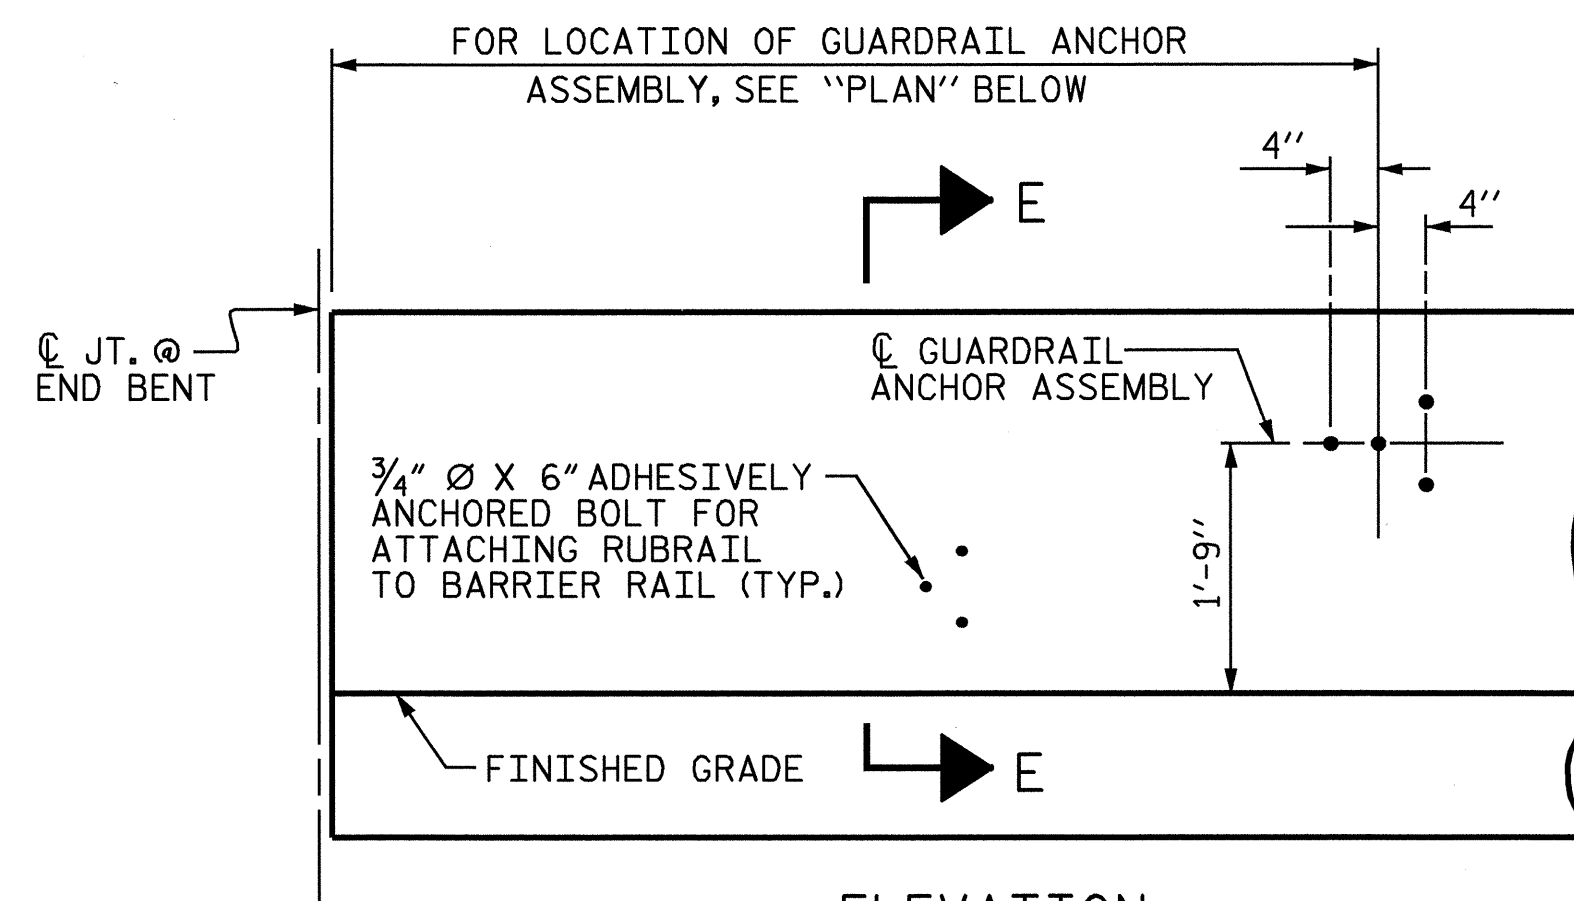 FOR LOCATION OF GUARDRAIL ANCHOR
ASSEMBLY, SEE "PLAN" BELOW
4"
4"
E
℄ JT. @
END BENT
℄ GUARDRAIL
ANCHOR ASSEMBLY
3/4" Ø X 6" ADHESIVELY
ANCHORED BOLT FOR
ATTACHING RUBRAIL
TO BARRIER RAIL (TYP.)
1'-9"
FINISHED GRADE
E
ELEVATION